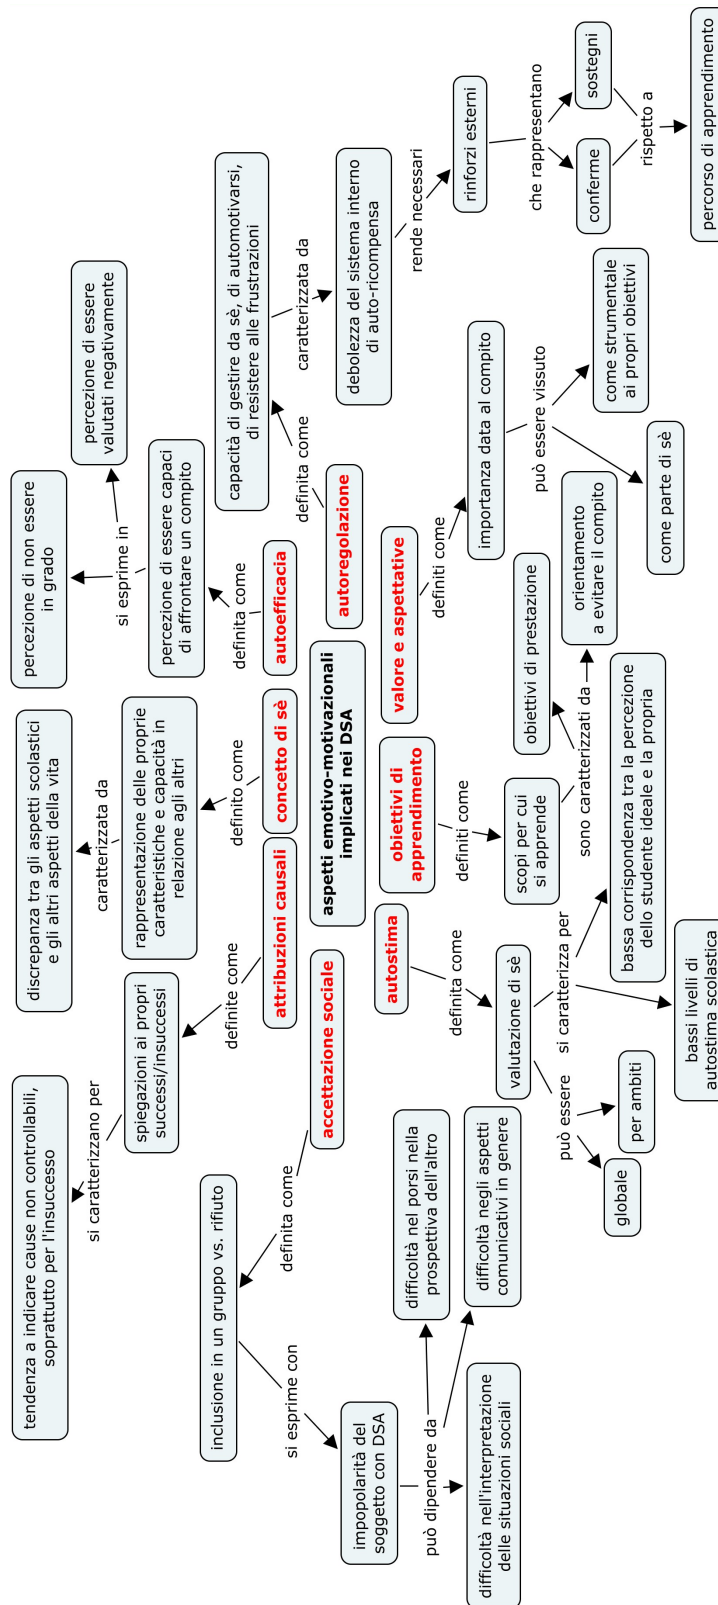 tendenza a indicare cause non controllabili,
soprattutto per l'insuccesso
si caratterizzano per
spiegazioni ai propri
successi/insuccessi
definite come
attribuzioni causali
discrepanza tra gli aspetti scolastici
e gli altri aspetti della vita
caratterizzata da
rappresentazione delle proprie
caratteristiche e capacità in
relazione agli altri
definito come
concetto di sè
percezione di non essere
in grado
percezione di essere
valutati negativamente
si esprime in
percezione di essere capaci
di affrontare un compito
definita come
autoefficacia
capacità di gestire da sè, di automotivarsi,
di resistere alle frustrazioni
definita come
autoregolazione
caratterizzata da
debolezza del sistema interno
di auto-ricompensa
rende necessari
rinforzi esterni
che rappresentano
conferme
sostegni
rispetto a
percorso di apprendimento
aspetti emotivo-motivazionali
implicati nei DSA
inclusione in un gruppo vs. rifiuto
definita come
accettazione sociale
si esprime con
impopolarità del
soggetto con DSA
può dipendere da
difficoltà nell'interpretazione
delle situazioni sociali
difficoltà nel porsi nella
prospettiva dell'altro
difficoltà negli aspetti
comunicativi in genere
autostima
definita come
valutazione di sè
può essere
globale
per ambiti
si caratterizza per
bassi livelli di
autostima scolastica
bassa corrispondenza tra la percezione
dello studente ideale e la propria
obiettivi di
apprendimento
definiti come
scopi per cui
si apprende
sono caratterizzati da
obiettivi di prestazione
orientamento
a evitare il compito
valore e aspettative
definiti come
importanza data al compito
può essere vissuto
come parte di sè
come strumentale
ai propri obiettivi